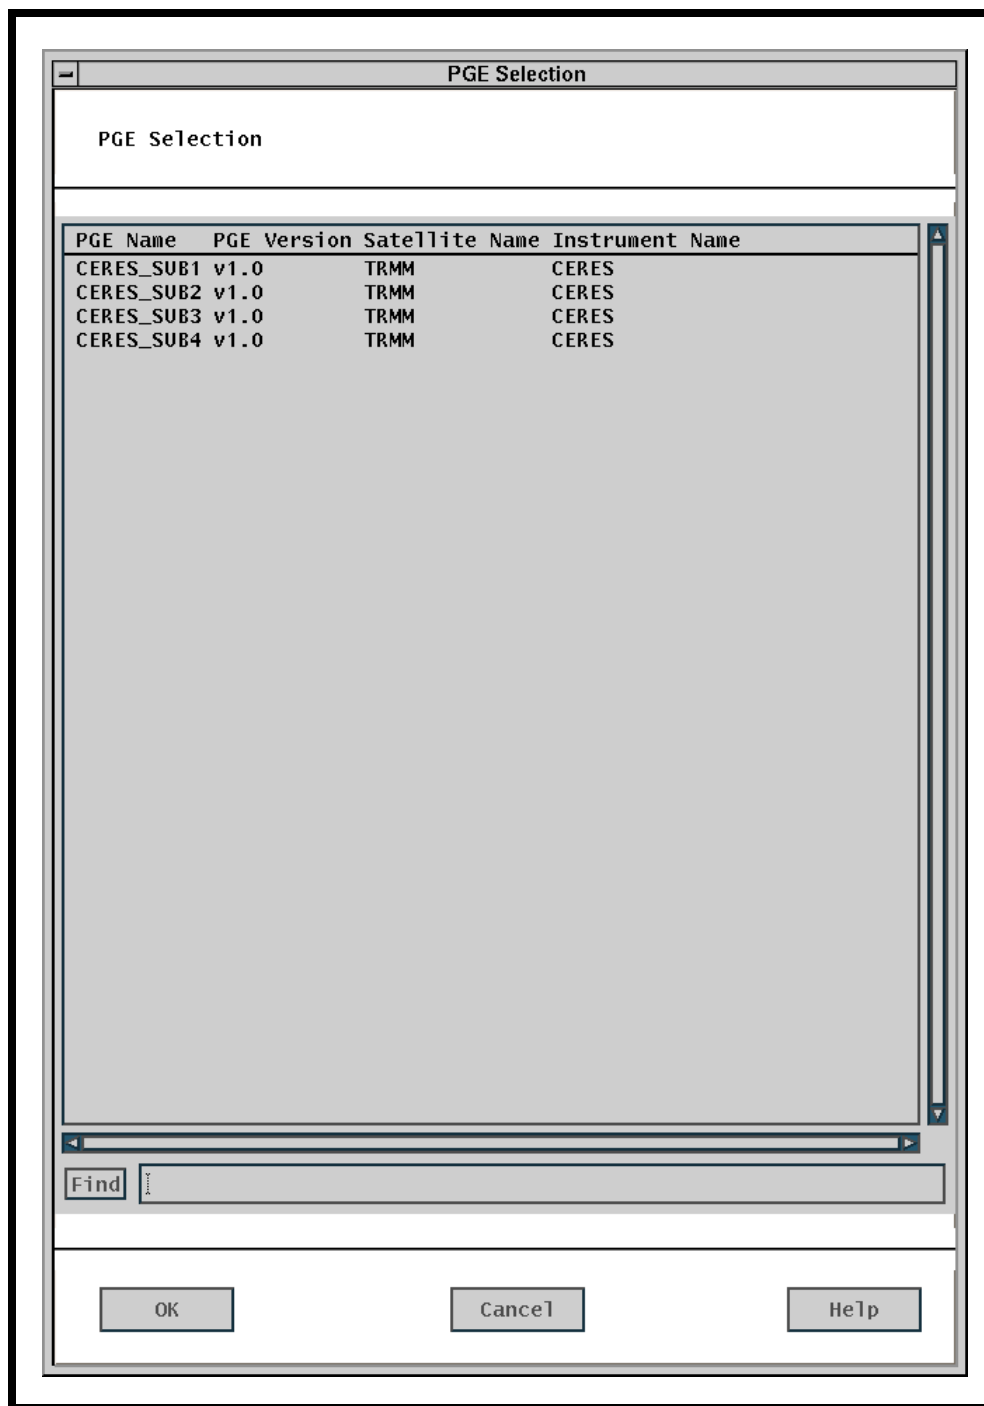 PGE Selection
PGE Selection
PGE Name PGE Version Satellite Name Instrument Name
CERES_SUB1 v1.0 TRMM CERES
CERES_SUB2 v1.0 TRMM CERES
CERES_SUB3 v1.0 TRMM CERES
CERES_SUB4 v1.0 TRMM CERES
Find
OK Cancel Help